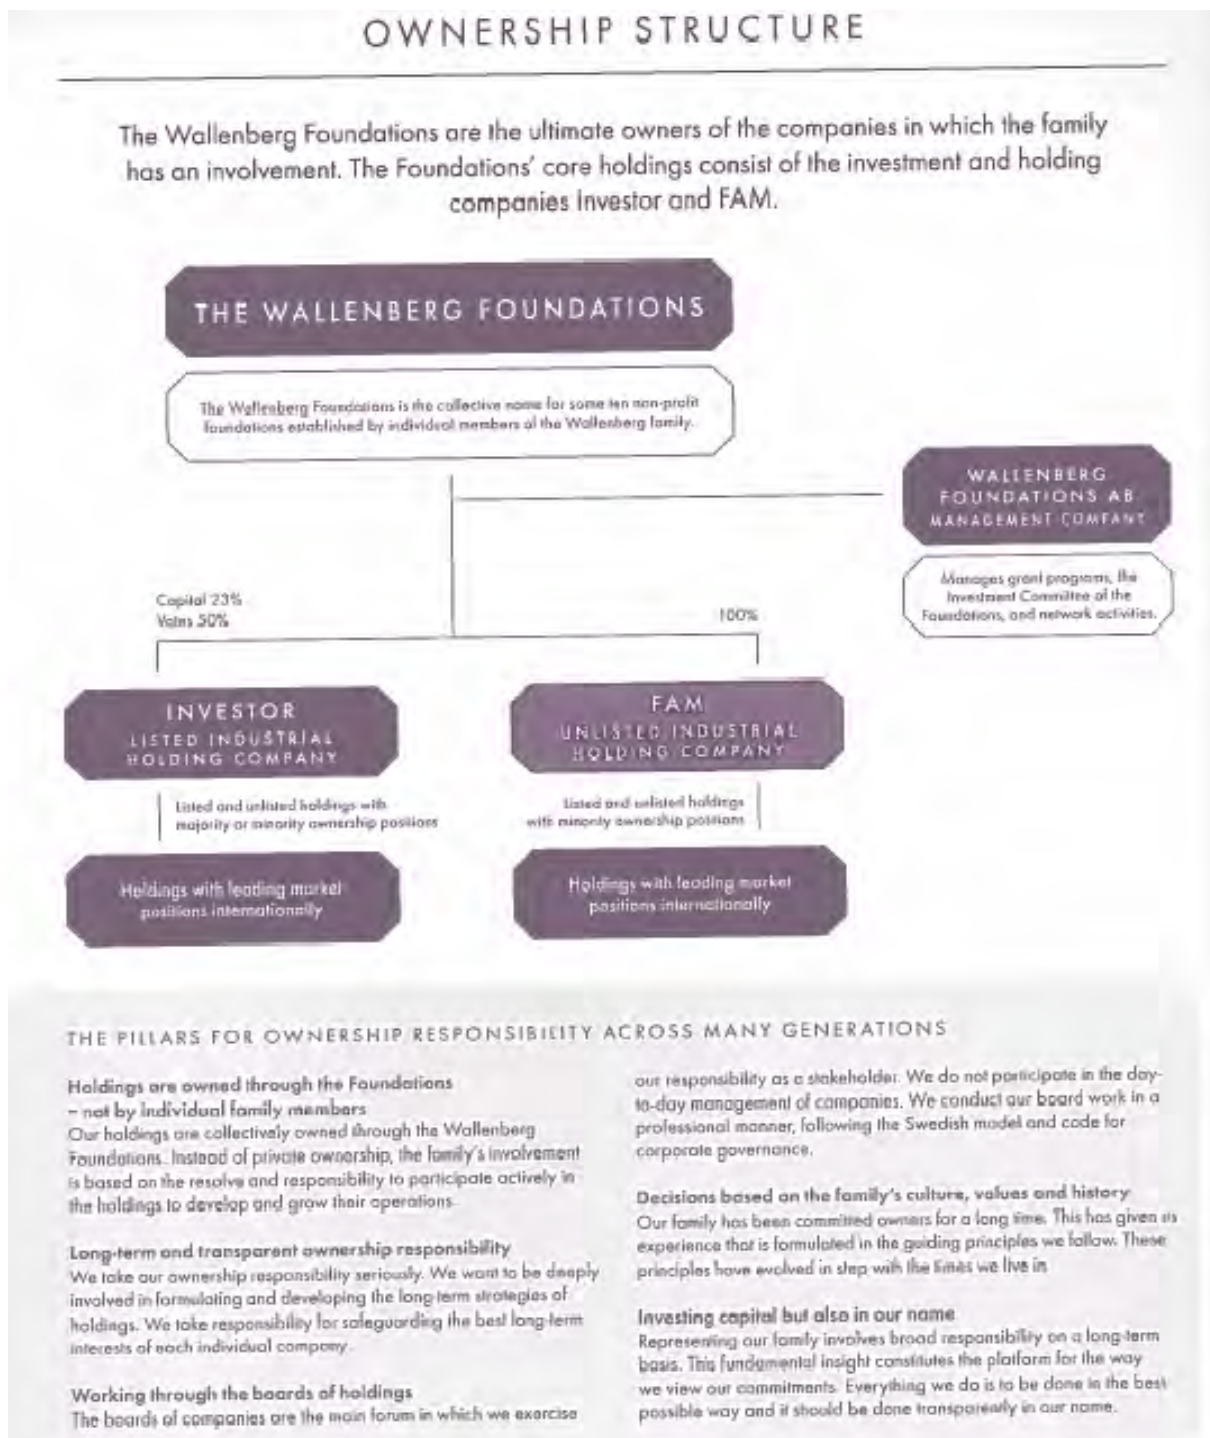 OWNERSHIP STRUCTURE
The Wallenberg Foundations are the ultimate owners of the companies in which the family
has an involvement. The Foundations' core holdings consist of the investment and holding
companies Investor and FAM.
THE WALLENBERG FOUNDATIONS
The Wallenberg Foundations is the collective name for some ten non-profit
foundations established by individual members of the Wallenberg family.
WALLENBERG
FOUNDATIONS AB
MANAGEMENT COMPANY
Manages grant programs, the
Investment Committee of the
Foundations, and network activities.
Capital 23%
Votes 50%
100%
INVESTOR
LISTED INDUSTRIAL
HOLDING COMPANY
FAM
UNLISTED INDUSTRIAL
HOLDING COMPANY
Listed and unlisted holdings with
majority or minority ownership positions
Listed and unlisted holdings
with minority ownership positions
Holdings with leading market
positions internationally
Holdings with leading market
positions internationally
THE PILLARS FOR OWNERSHIP RESPONSIBILITY ACROSS MANY GENERATIONS
Holdings are owned through the Foundations
– not by individual family members
Our holdings are collectively owned through the Wallenberg
Foundations. Instead of private ownership, the family's involvement
is based on the resolve and responsibility to participate actively in
the holdings to develop and grow their operations.
Long-term and transparent ownership responsibility
We take our ownership responsibility seriously. We want to be deeply
involved in formulating and developing the long-term strategies of
holdings. We take responsibility for safeguarding the best long-term
interests of each individual company.
Working through the boards of holdings
The boards of companies are the main forum in which we exercise
our responsibility as a stakeholder. We do not participate in the day-
to-day management of companies. We conduct our board work in a
professional manner, following the Swedish model and code for
corporate governance.
Decisions based on the family's culture, values and history
Our family has been committed owners for a long time. This has given us
experience that is formulated in the guiding principles we follow. These
principles have evolved in step with the times we live in
Investing capital but also in our name
Representing our family involves broad responsibility on a long-term
basis. This fundamental insight constitutes the platform for the way
we view our commitments. Everything we do is to be done in the best
possible way and it should be done transparently in our name.